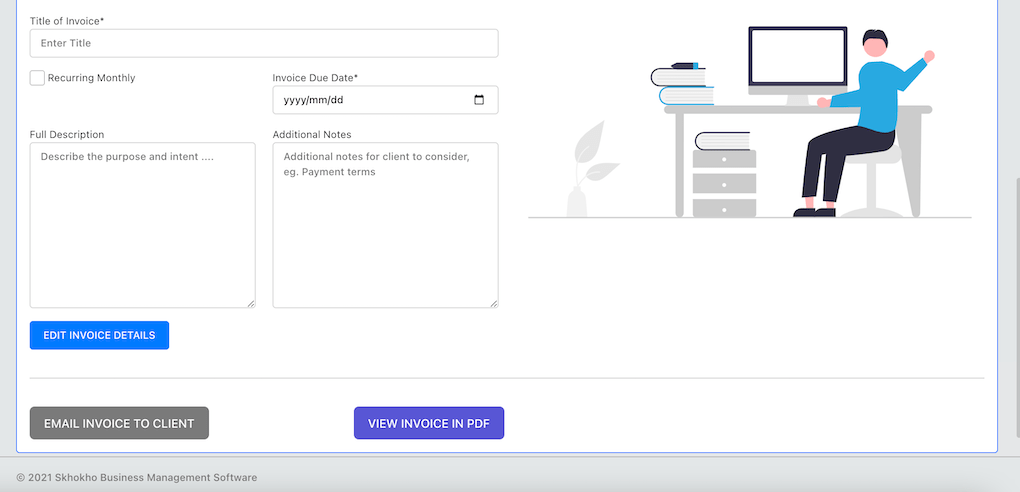 Title of Invoice*
Enter Title
Recurring Monthly
Invoice Due Date*
yyyy/mm/dd
Full Description
Additional Notes
Describe the purpose and intent ....
Additional notes for client to consider,
eg. Payment terms
EDIT INVOICE DETAILS
EMAIL INVOICE TO CLIENT
VIEW INVOICE IN PDF
© 2021 Skhokho Business Management Software